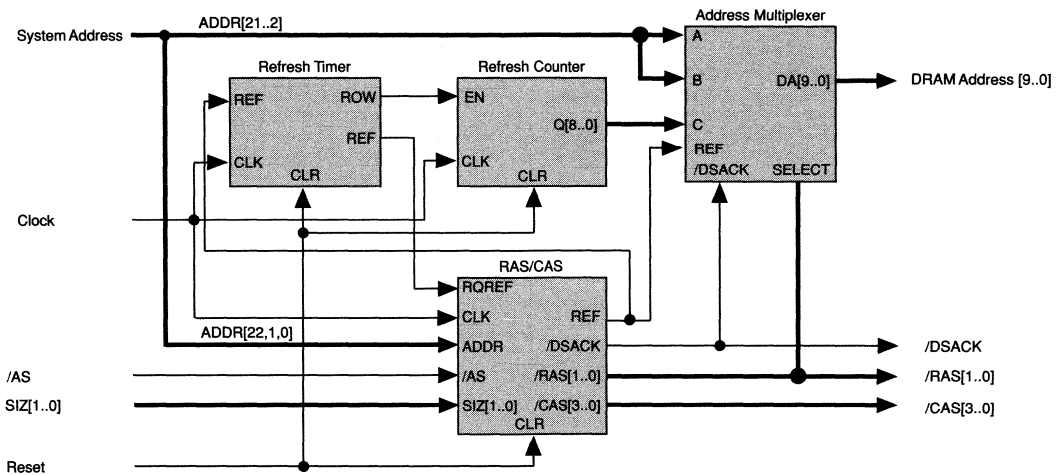 Address Multiplexer
ADDR[21..2]
System Address
A
Refresh Timer
Refresh Counter
B
DA[9..0]
DRAM Address [9..0]
REF
ROW
EN
REF
Q[8..0]
C
REF
CLK
CLK
/DSACK
SELECT
CLR
CLR
Clock
RAS/CAS
RQREF
CLK
REF
ADDR[22,1,0]
ADDR
/DSACK
/DSACK
/AS
/AS
/RAS[1..0]
/RAS[1..0]
SIZ[1..0]
SIZ[1..0]
/CAS[3..0]
/CAS[3..0]
CLR
Reset